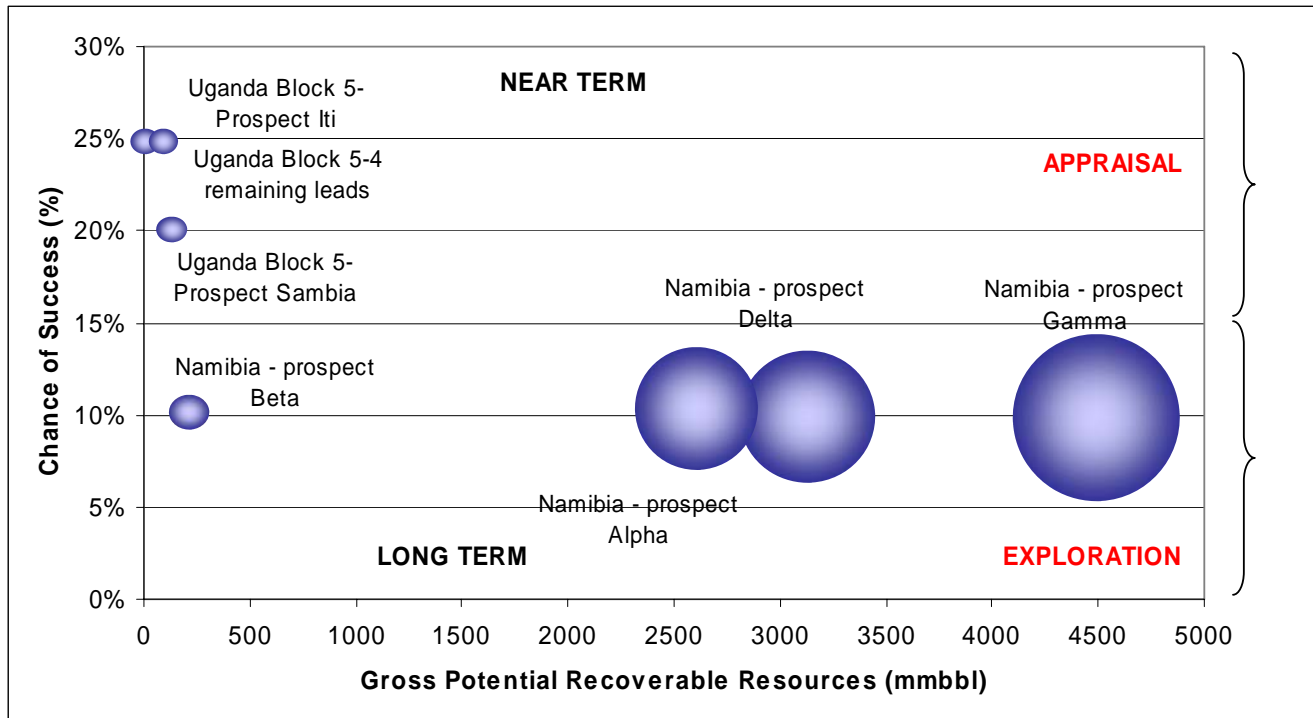 30%
25%
20%
15%
10%
5%
0%
Chance of Success (%)
NEAR TERM
Uganda Block 5-
Prospect Iti
Uganda Block 5-4
remaining leads
APPRAISAL
Uganda Block 5-
Prospect Sambia
Namibia - prospect
Delta
Namibia - prospect
Gamma
Namibia - prospect
Beta
Namibia - prospect
Alpha
LONG TERM
EXPLORATION
0 500 1000 1500 2000 2500 3000 3500 4000 4500 5000
Gross Potential Recoverable Resources (mmbbl)